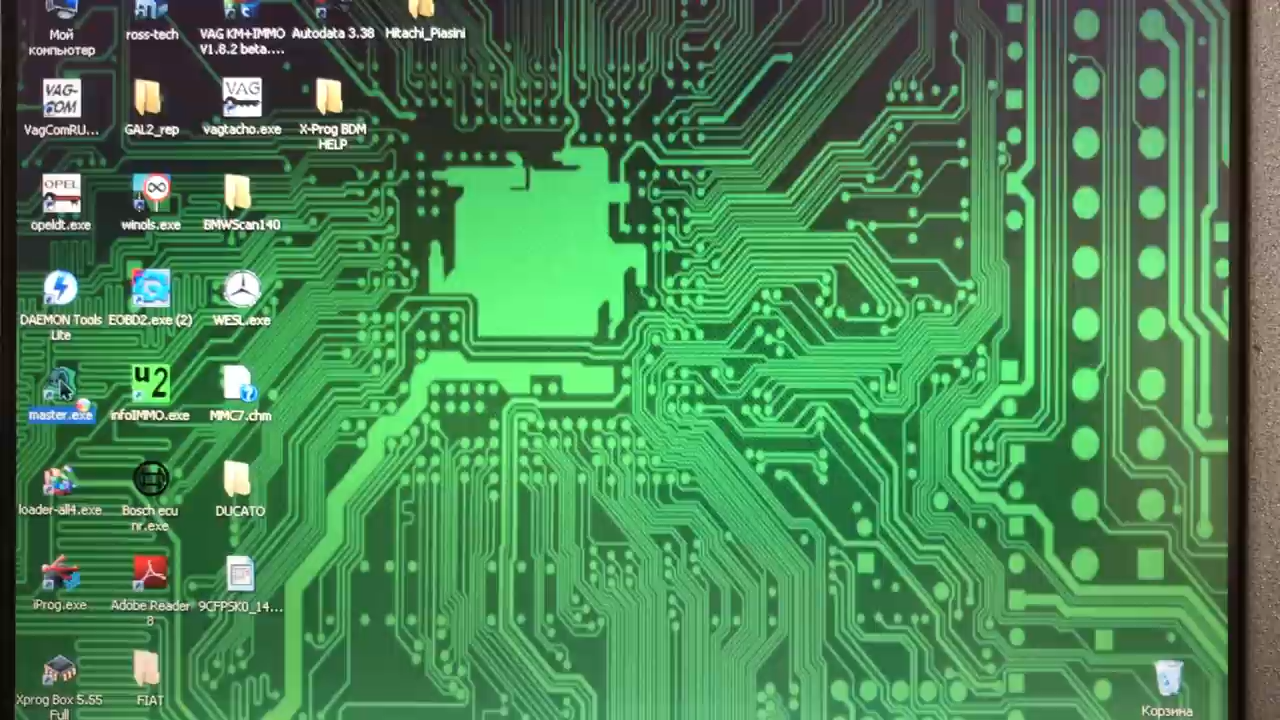 Мой
компьютер
ross-tech
VAG KM+IMMO
V1.8.2 beta....
Autodata 3.38
Hitachi_Piasini
VAG-
COM
VagComRU...
GAL2_rep
VAG
vagtacho.exe
X-Prog BDM
HELP
OPEL
opeldt.exe
winols.exe
BMWScan140
DAEMON Tools
Lite
EOBD2.exe (2)
WESL.exe
master.exe
u2
infoIMMO.exe
MMC7.chm
loader-all4.exe
Bosch ecu
nr.exe
DUCATO
iProg.exe
Adobe Reader
8
9CFPSK0_14...
Xprog Box 5.55
Full
FIAT
Корзина